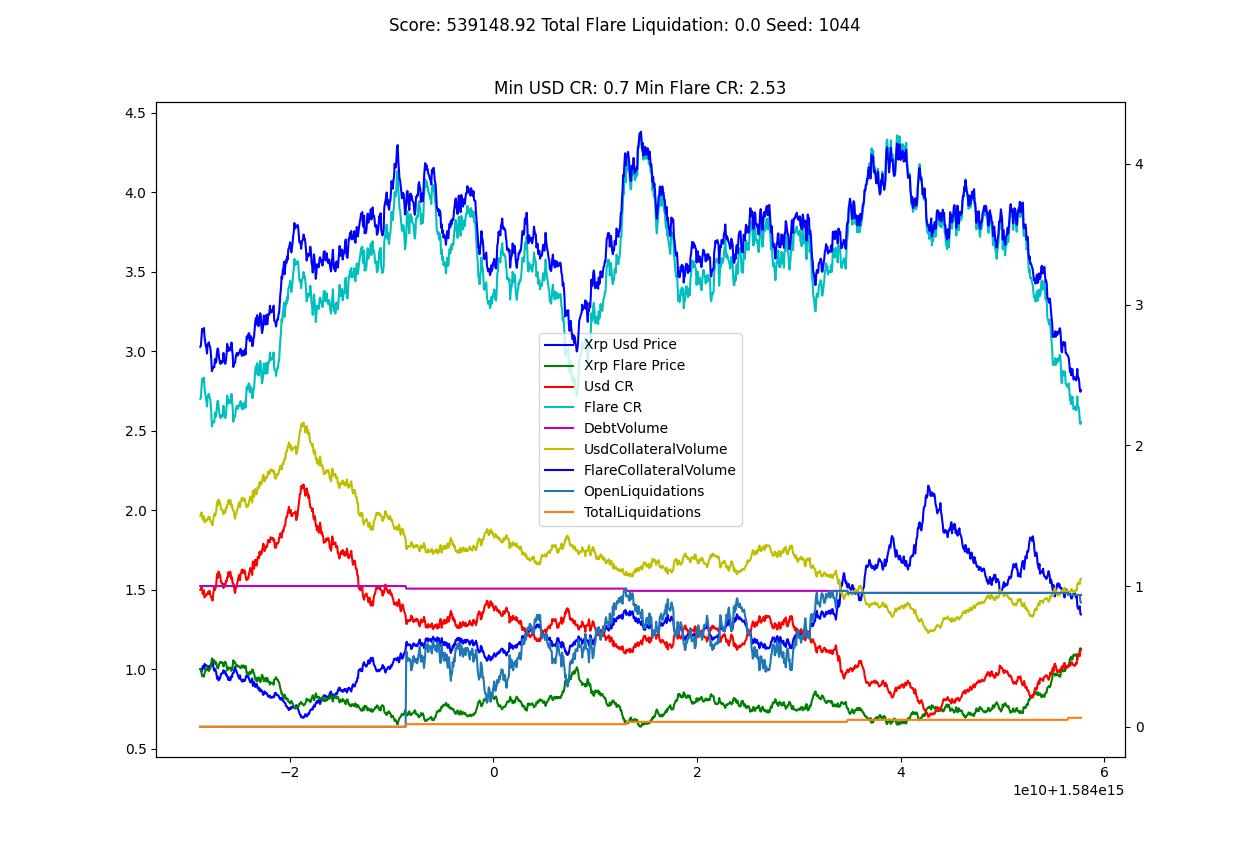 Score: 539148.92 Total Flare Liquidation: 0.0 Seed: 1044
Min USD CR: 0.7 Min Flare CR: 2.53
4.5
4.0
3.5
3.0
2.5
2.0
1.5
1.0
0.5
4
3
2
1
0
Xrp Usd Price
Xrp Flare Price
Usd CR
Flare CR
DebtVolume
UsdCollateralVolume
FlareCollateralVolume
OpenLiquidations
TotalLiquidations
−2 0 2 4 6
1e10+1.584e15